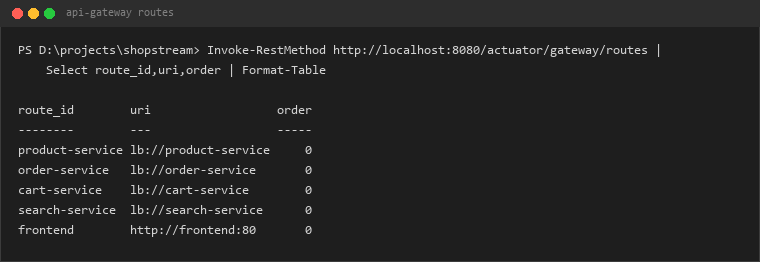 api-gateway routes
PS D:\projects\shopstream> Invoke-RestMethod http://localhost:8080/actuator/gateway/routes |
    Select route_id,uri,order | Format-Table
route_id        uri                  order
--------        ---                  -----
product-service lb://product-service     0
order-service   lb://order-service       0
cart-service    lb://cart-service        0
search-service  lb://search-service      0
frontend        http://frontend:80       0